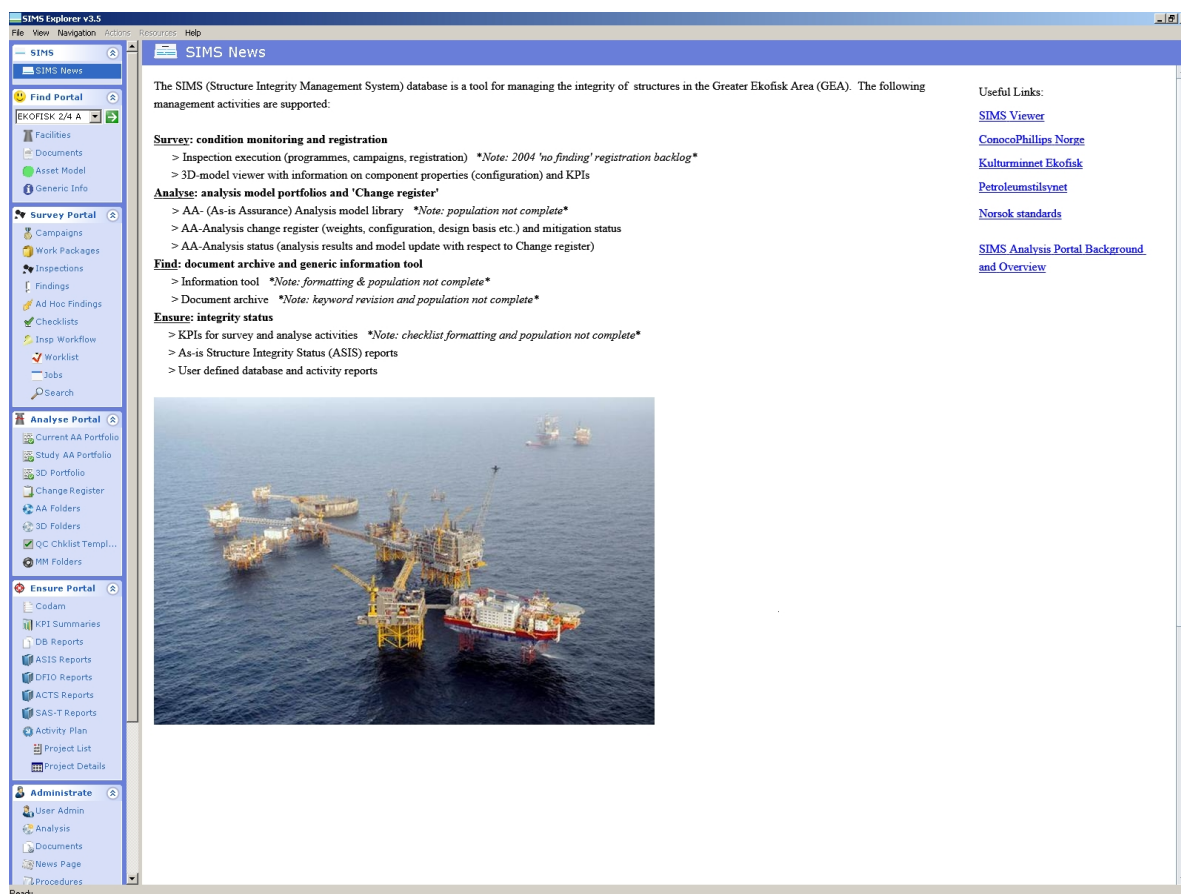 SIMS Explorer v3.5
File View Navigation Actions Resources Help
SIMS
SIMS News
Find Portal
EKOFISK 2/4 A
Facilities
Documents
Asset Model
Generic Info
Survey Portal
Campaigns
Work Packages
Inspections
Findings
Ad Hoc Findings
Checklists
Insp Workflow
Worklist
Jobs
Search
Analyse Portal
Current AA Portfolio
Study AA Portfolio
3D Portfolio
Change Register
AA Folders
3D Folders
QC Chklist Templ...
MM Folders
Ensure Portal
Codam
KPI Summaries
DB Reports
ASIS Reports
DFIO Reports
ACTS Reports
SAS-T Reports
Activity Plan
Project List
Project Details
Administrate
User Admin
Analysis
Documents
News Page
Procedures
Ready
SIMS News
The SIMS (Structure Integrity Management System) database is a tool for managing the integrity of structures in the Greater Ekofisk Area (GEA). The following
management activities are supported:
Survey: condition monitoring and registration
> Inspection execution (programmes, campaigns, registration) *Note: 2004 'no finding' registration backlog*
> 3D-model viewer with information on component properties (configuration) and KPIs
Analyse: analysis model portfolios and 'Change register'
> AA- (As-is Assurance) Analysis model library *Note: population not complete*
> AA-Analysis change register (weights, configuration, design basis etc.) and mitigation status
> AA-Analysis status (analysis results and model update with respect to Change register)
Find: document archive and generic information tool
> Information tool *Note: formatting & population not complete*
> Document archive *Note: keyword revision and population not complete*
Ensure: integrity status
> KPIs for survey and analyse activities *Note: checklist formatting and population not complete*
> As-is Structure Integrity Status (ASIS) reports
> User defined database and activity reports
Useful Links:
SIMS Viewer
ConocoPhillips Norge
Kulturminnet Ekofisk
Petroleumstilsynet
Norsok standards
SIMS Analysis Portal Background
and Overview